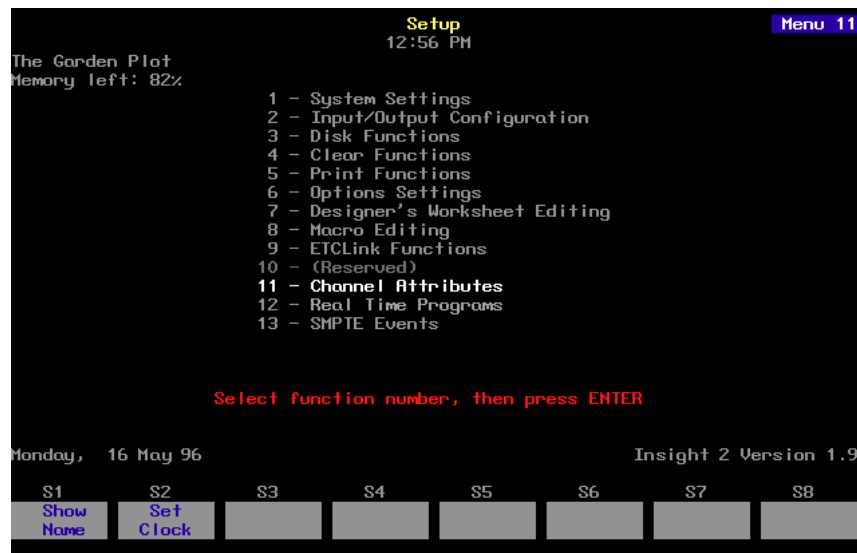 Setup
Menu 11
12:56 PM
The Garden Plot
Memory left: 82%
1 - System Settings
2 - Input/Output Configuration
3 - Disk Functions
4 - Clear Functions
5 - Print Functions
6 - Options Settings
7 - Designer's Worksheet Editing
8 - Macro Editing
9 - ETCLink Functions
10 - (Reserved)
11 - Channel Attributes
12 - Real Time Programs
13 - SMPTE Events
Select function number, then press ENTER
Monday, 16 May 96
Insight 2 Version 1.9
S1 S2 S3 S4 S5 S6 S7 S8
Show Name
Set Clock